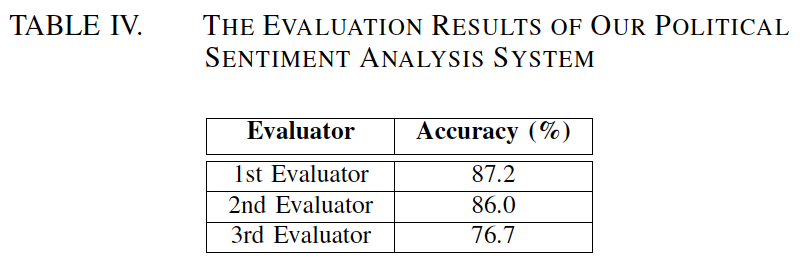 TABLE IV. THE EVALUATION RESULTS OF OUR POLITICAL
SENTIMENT ANALYSIS SYSTEM
Evaluator Accuracy (%)
1st Evaluator 87.2
2nd Evaluator 86.0
3rd Evaluator 76.7